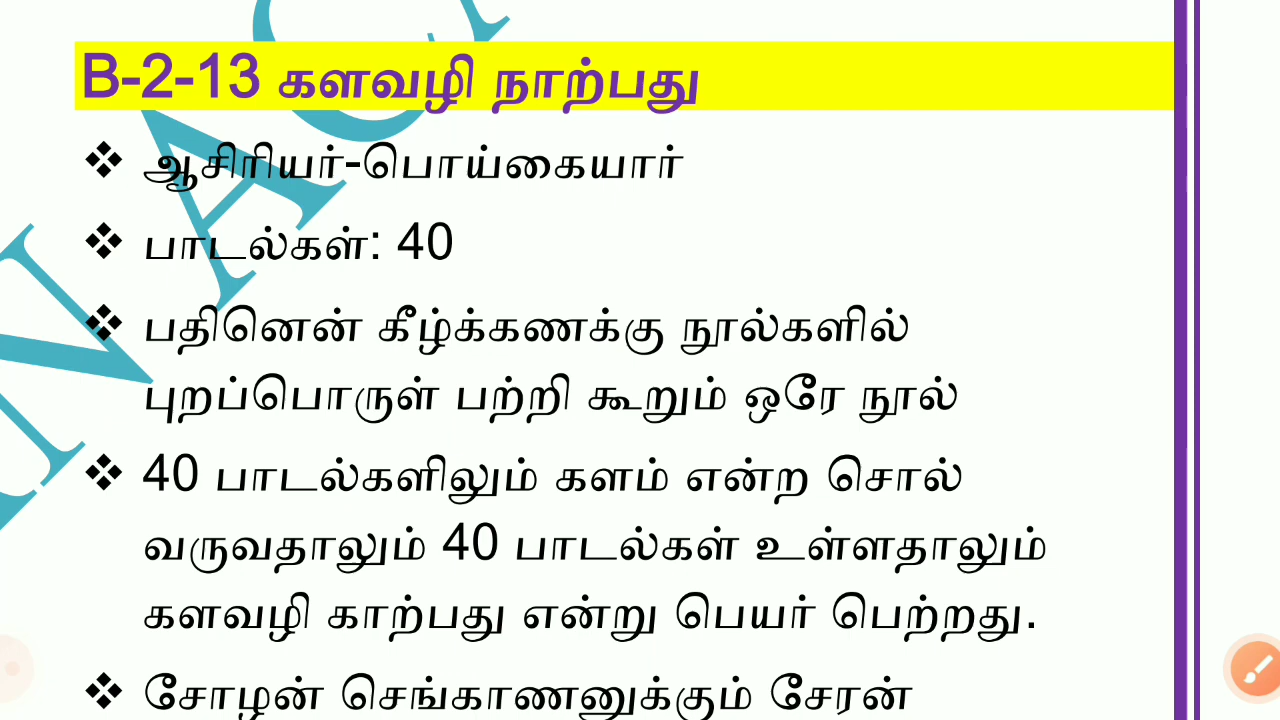 B-2-13 களவழி நாற்பது
❖ ஆசிரியர்-பொய்கையார்
❖ பாடல்கள்: 40
❖ பதினென் கீழ்க்கணக்கு நூல்களில்
புறப்பொருள் பற்றி கூறும் ஒரே நூல்
❖ 40 பாடல்களிலும் களம் என்ற சொல்
வருவதாலும் 40 பாடல்கள் உள்ளதாலும்
களவழி காற்பது என்று பெயர் பெற்றது.
❖ சோழன் செங்காணனுக்கும் சேரன்